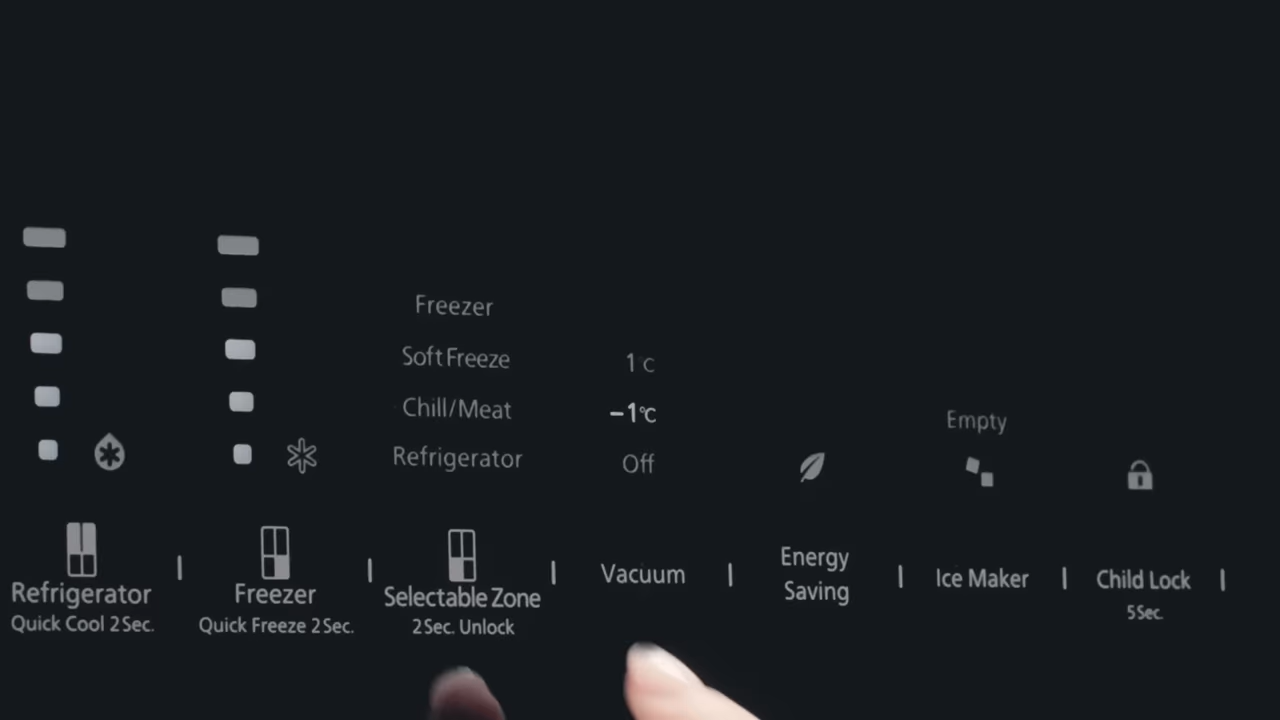 Freezer
Soft Freeze
1°C
Chill/Meat
−1°C
Refrigerator
Off
Empty
Refrigerator
Quick Cool 2Sec.
Freezer
Quick Freeze 2Sec.
Selectable Zone
2Sec. Unlock
Vacuum
Energy
Saving
Ice Maker
Child Lock
5Sec.